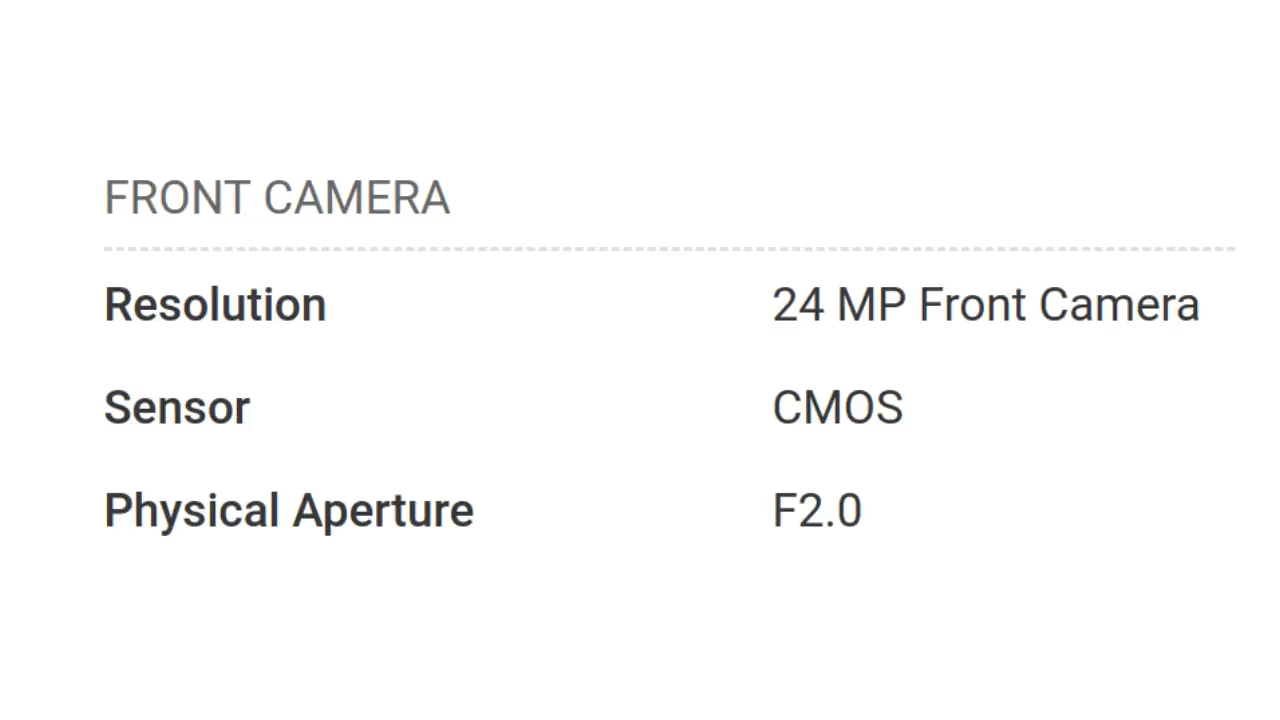 FRONT CAMERA
Resolution 24 MP Front Camera
Sensor CMOS
Physical Aperture F2.0